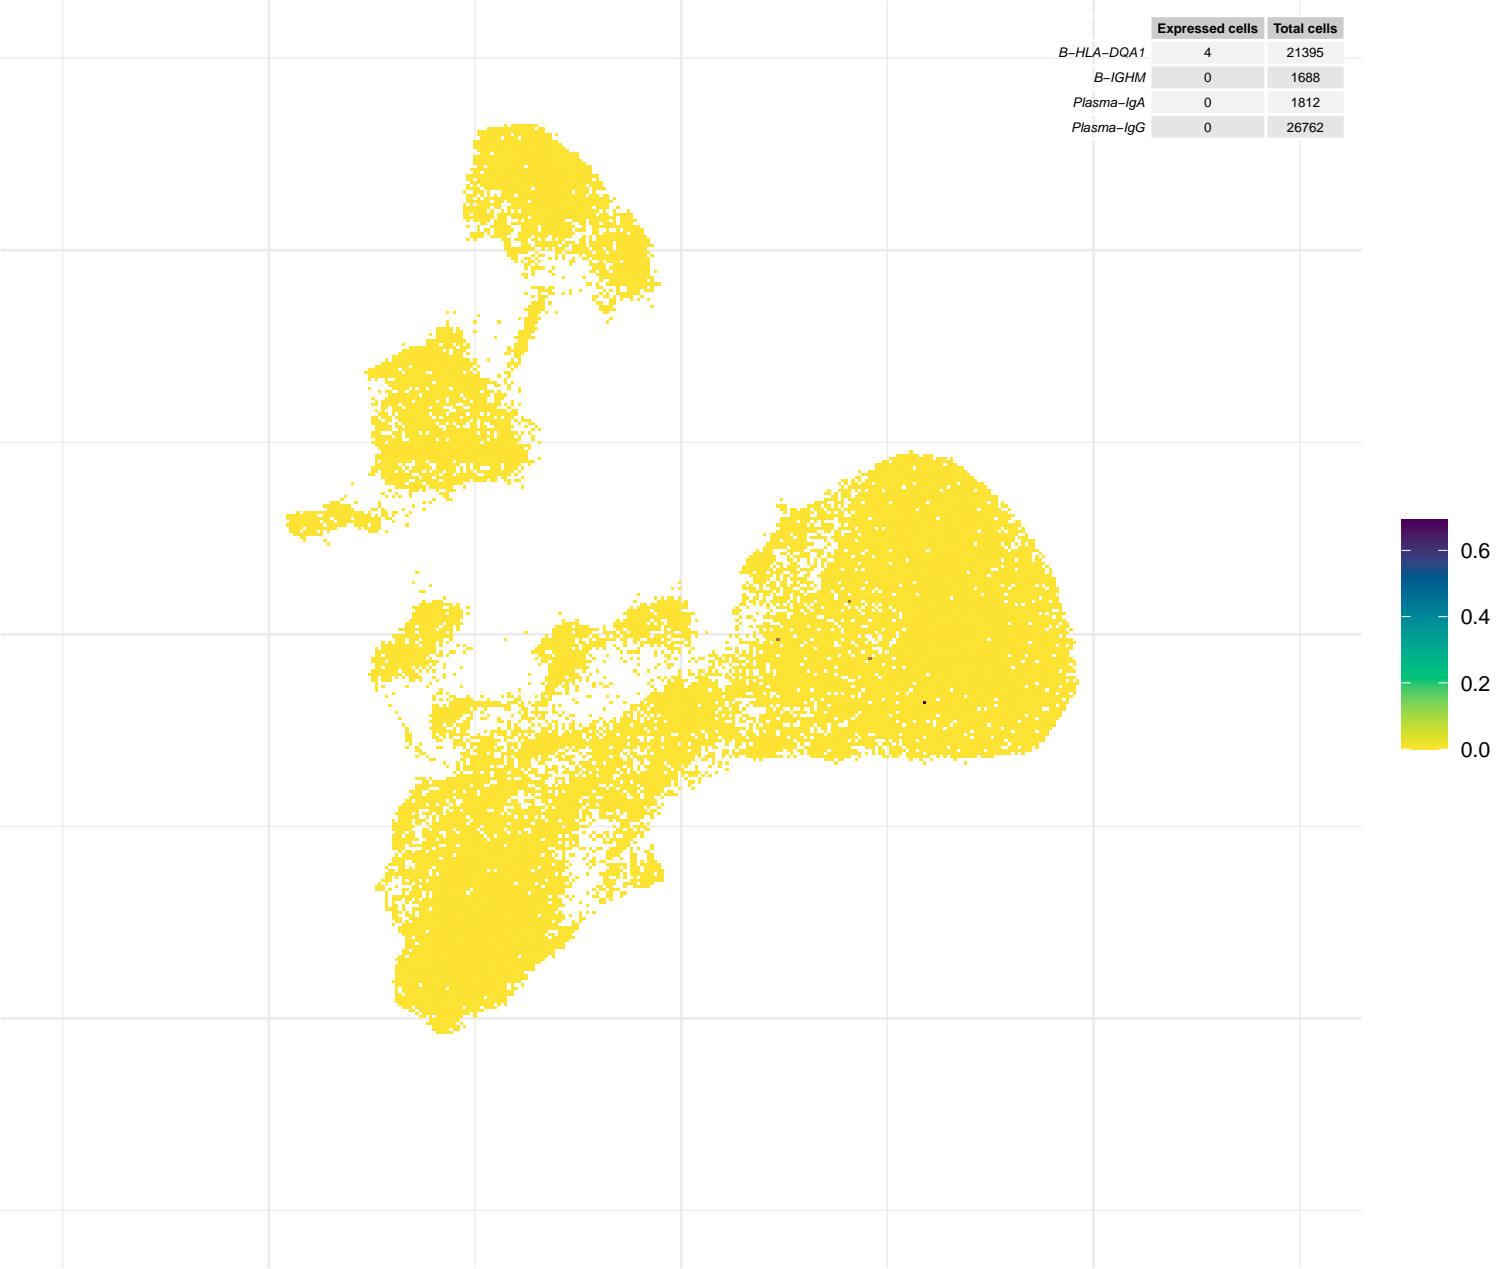 Expressed cells Total cells
B−HLA−DQA1 4 21395
B−IGHM 0 1688
Plasma−IgA 0 1812
Plasma−IgG 0 26762
0.6
0.4
0.2
0.0